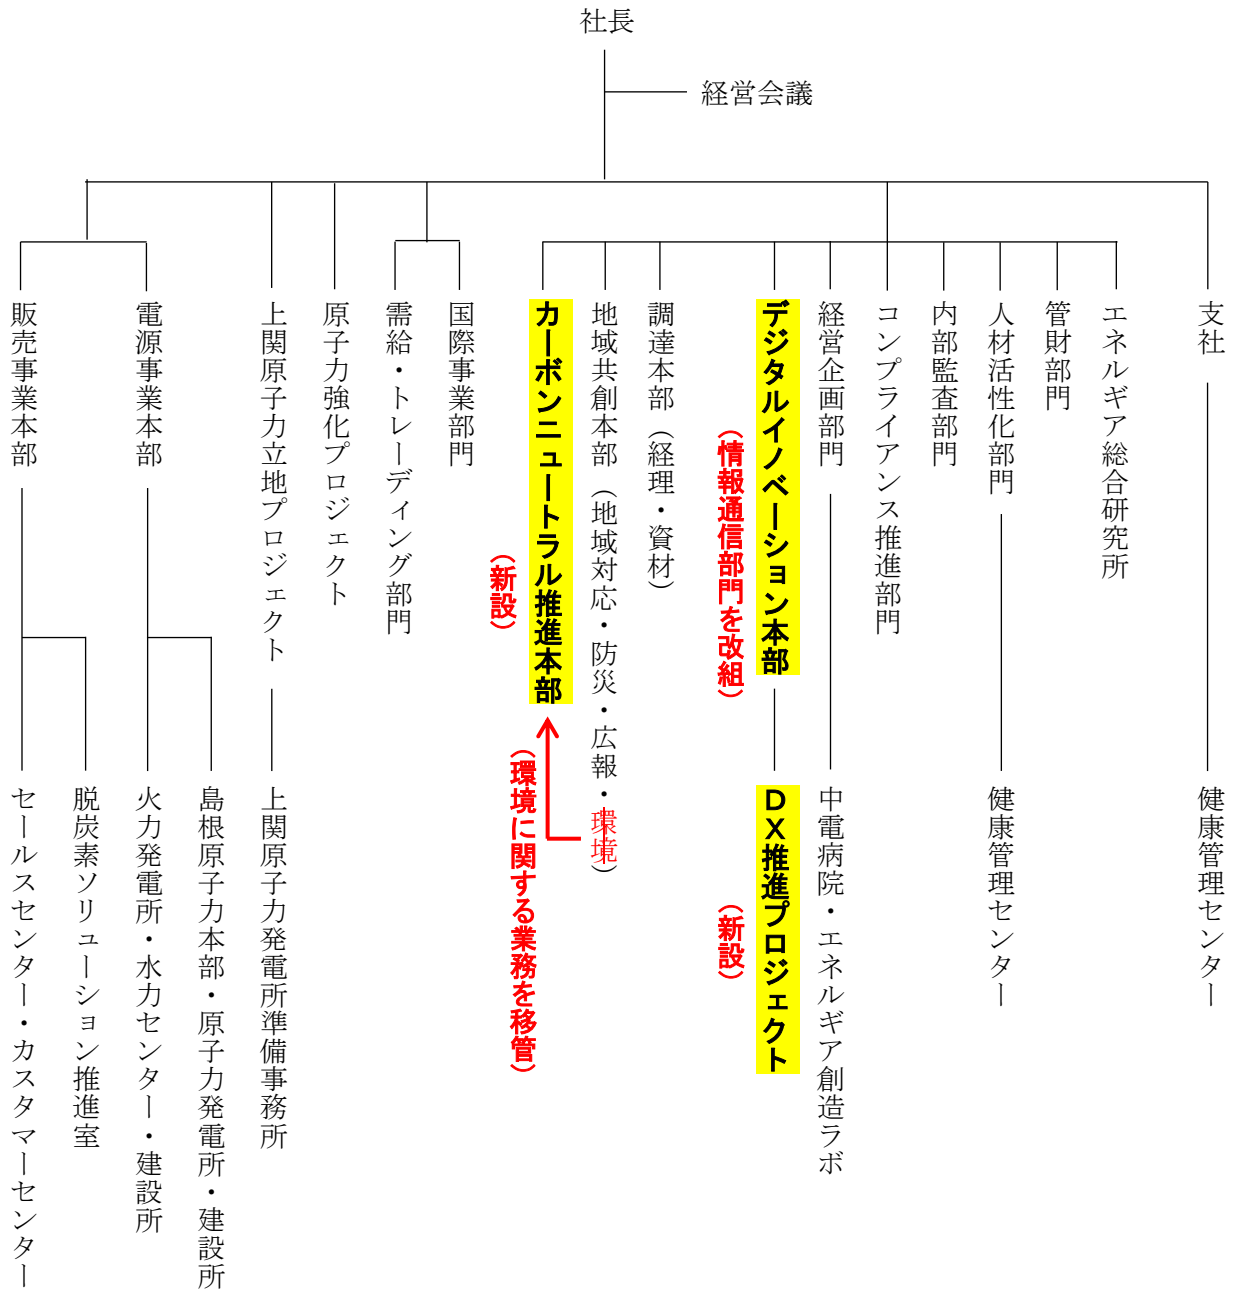 社長
経営会議
販売事業本部
電源事業本部
上関原子力立地プロジェクト
原子力強化プロジェクト
需給・トレーディング部門
国際事業部門
カーボンニュートラル推進本部
（新設）
地域共創本部（地域対応・防災・広報・環境）
（環境に関する業務を移管）
調達本部（経理・資材）
デジタルイノベーション本部
（情報通信部門を改組）
経営企画部門
コンプライアンス推進部門
内部監査部門
人材活性化部門
管財部門
エネルギア総合研究所
支社
セールスセンター・カスタマーセンター
脱炭素ソリューション推進室
火力発電所・水力センター・建設所
島根原子力本部・原子力発電所・建設所
上関原子力発電所準備事務所
ＤＸ推進プロジェクト
（新設）
中電病院・エネルギア創造ラボ
健康管理センター
健康管理センター